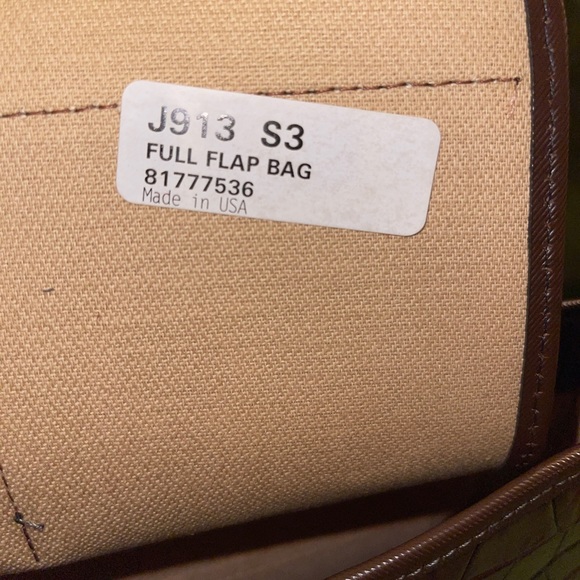 J913 S3
FULL FLAP BAG
81777536
Made in USA